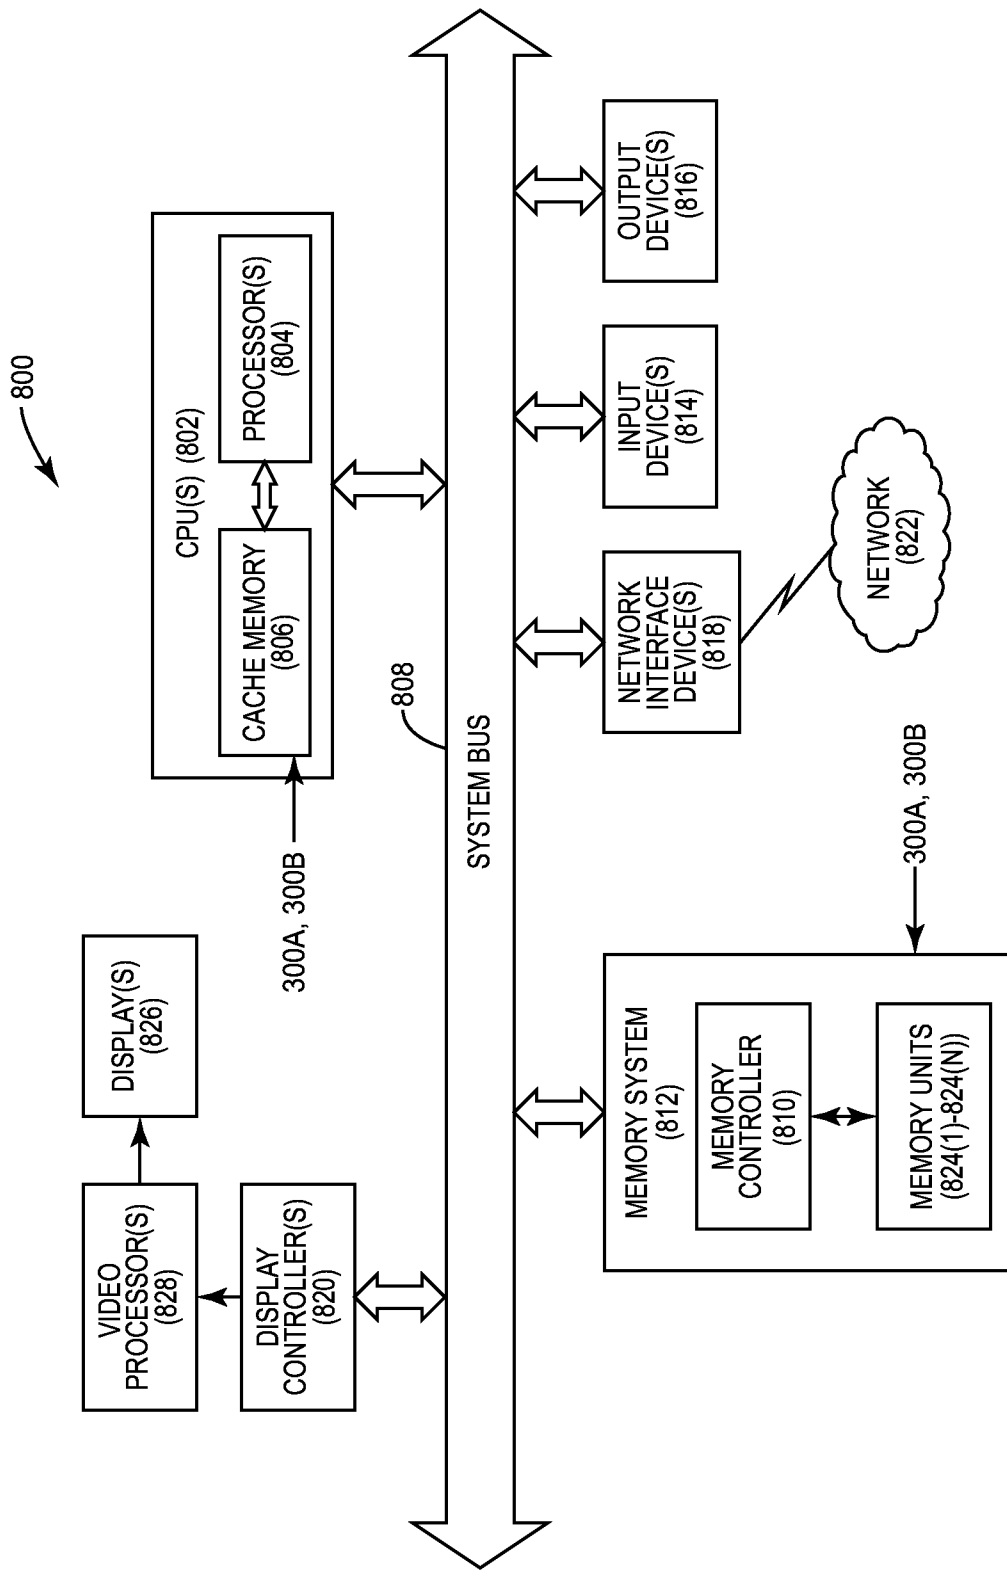 800
VIDEO
PROCESSOR(S)
(828)
DISPLAY(S)
(826)
DISPLAY
CONTROLLER(S)
(820)
300A, 300B
CPU(S) (802)
CACHE MEMORY
(806)
PROCESSOR(S)
(804)
808
SYSTEM BUS
MEMORY SYSTEM
(812)
MEMORY
CONTROLLER
(810)
MEMORY UNITS
(824(1)-824(N))
300A, 300B
NETWORK
INTERFACE
DEVICE(S)
(818)
NETWORK
(822)
INPUT
DEVICE(S)
(814)
OUTPUT
DEVICE(S)
(816)